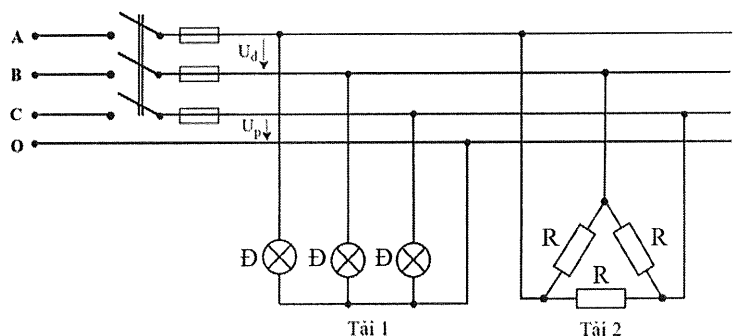 A
U_d
B
C
U_p
O
Đ Đ Đ
R R
R
Tải 1 Tải 2